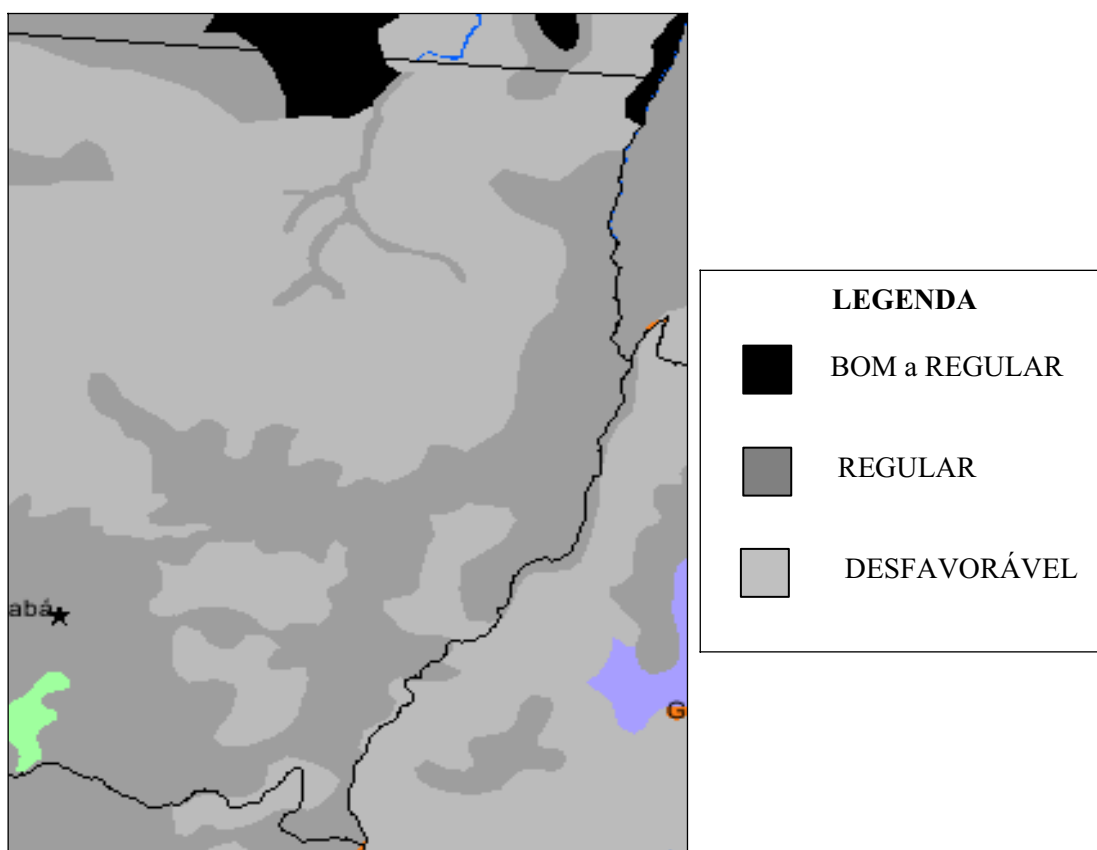 LEGENDA
BOM a REGULAR
REGULAR
DESFAVORÁVEL
abá
G